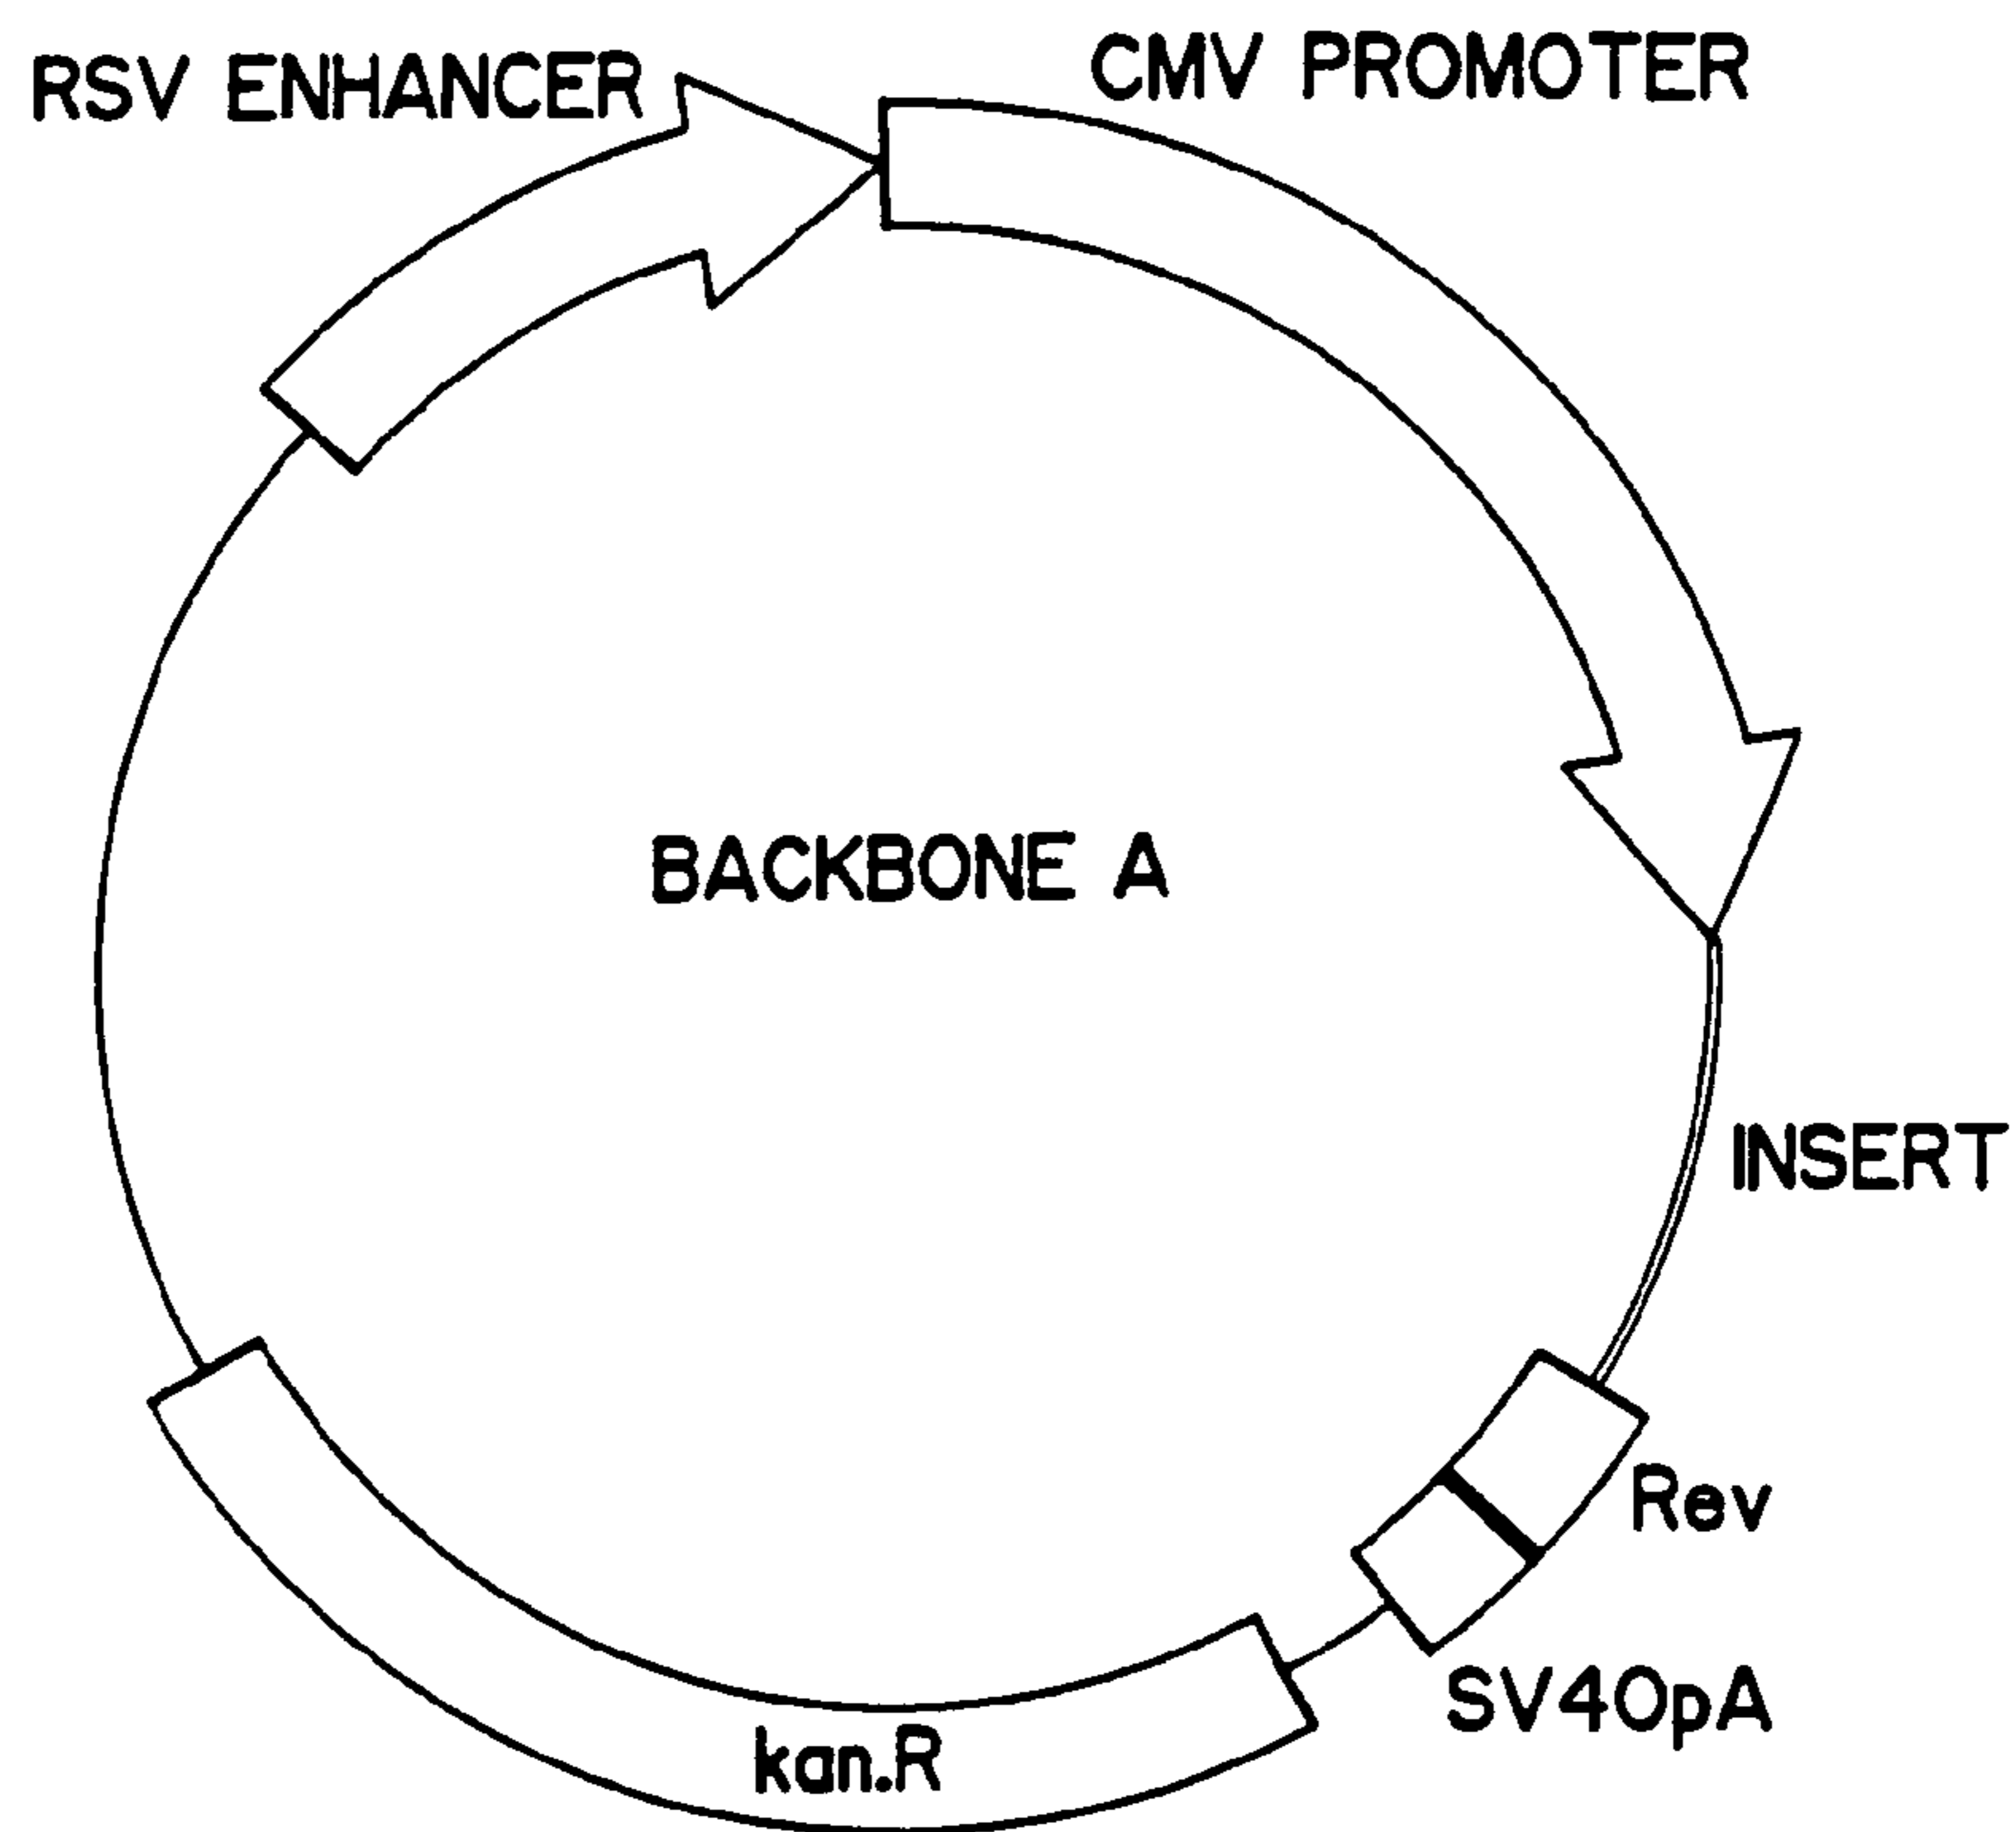 RSV ENHANCER
CMV PROMOTER
BACKBONE A
INSERT
Rev
SV40pA
kan.R